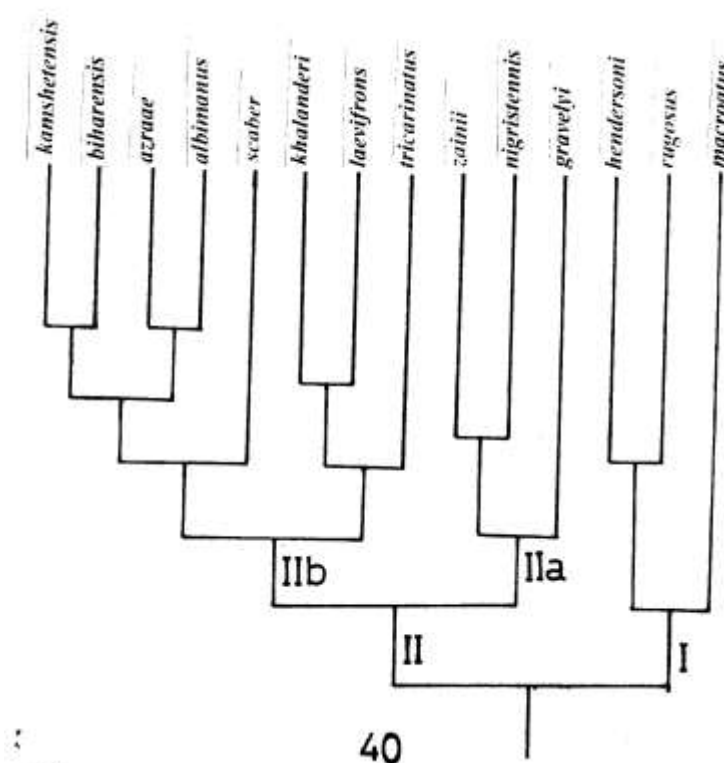 kamshetensis
biharensis
azraae
albimanus
scaber
khalanderi
laevifrons
tricarinatus
zainii
nigristennis
gravelyi
hendersoni
rugosus
IIb
IIa
II
I
40